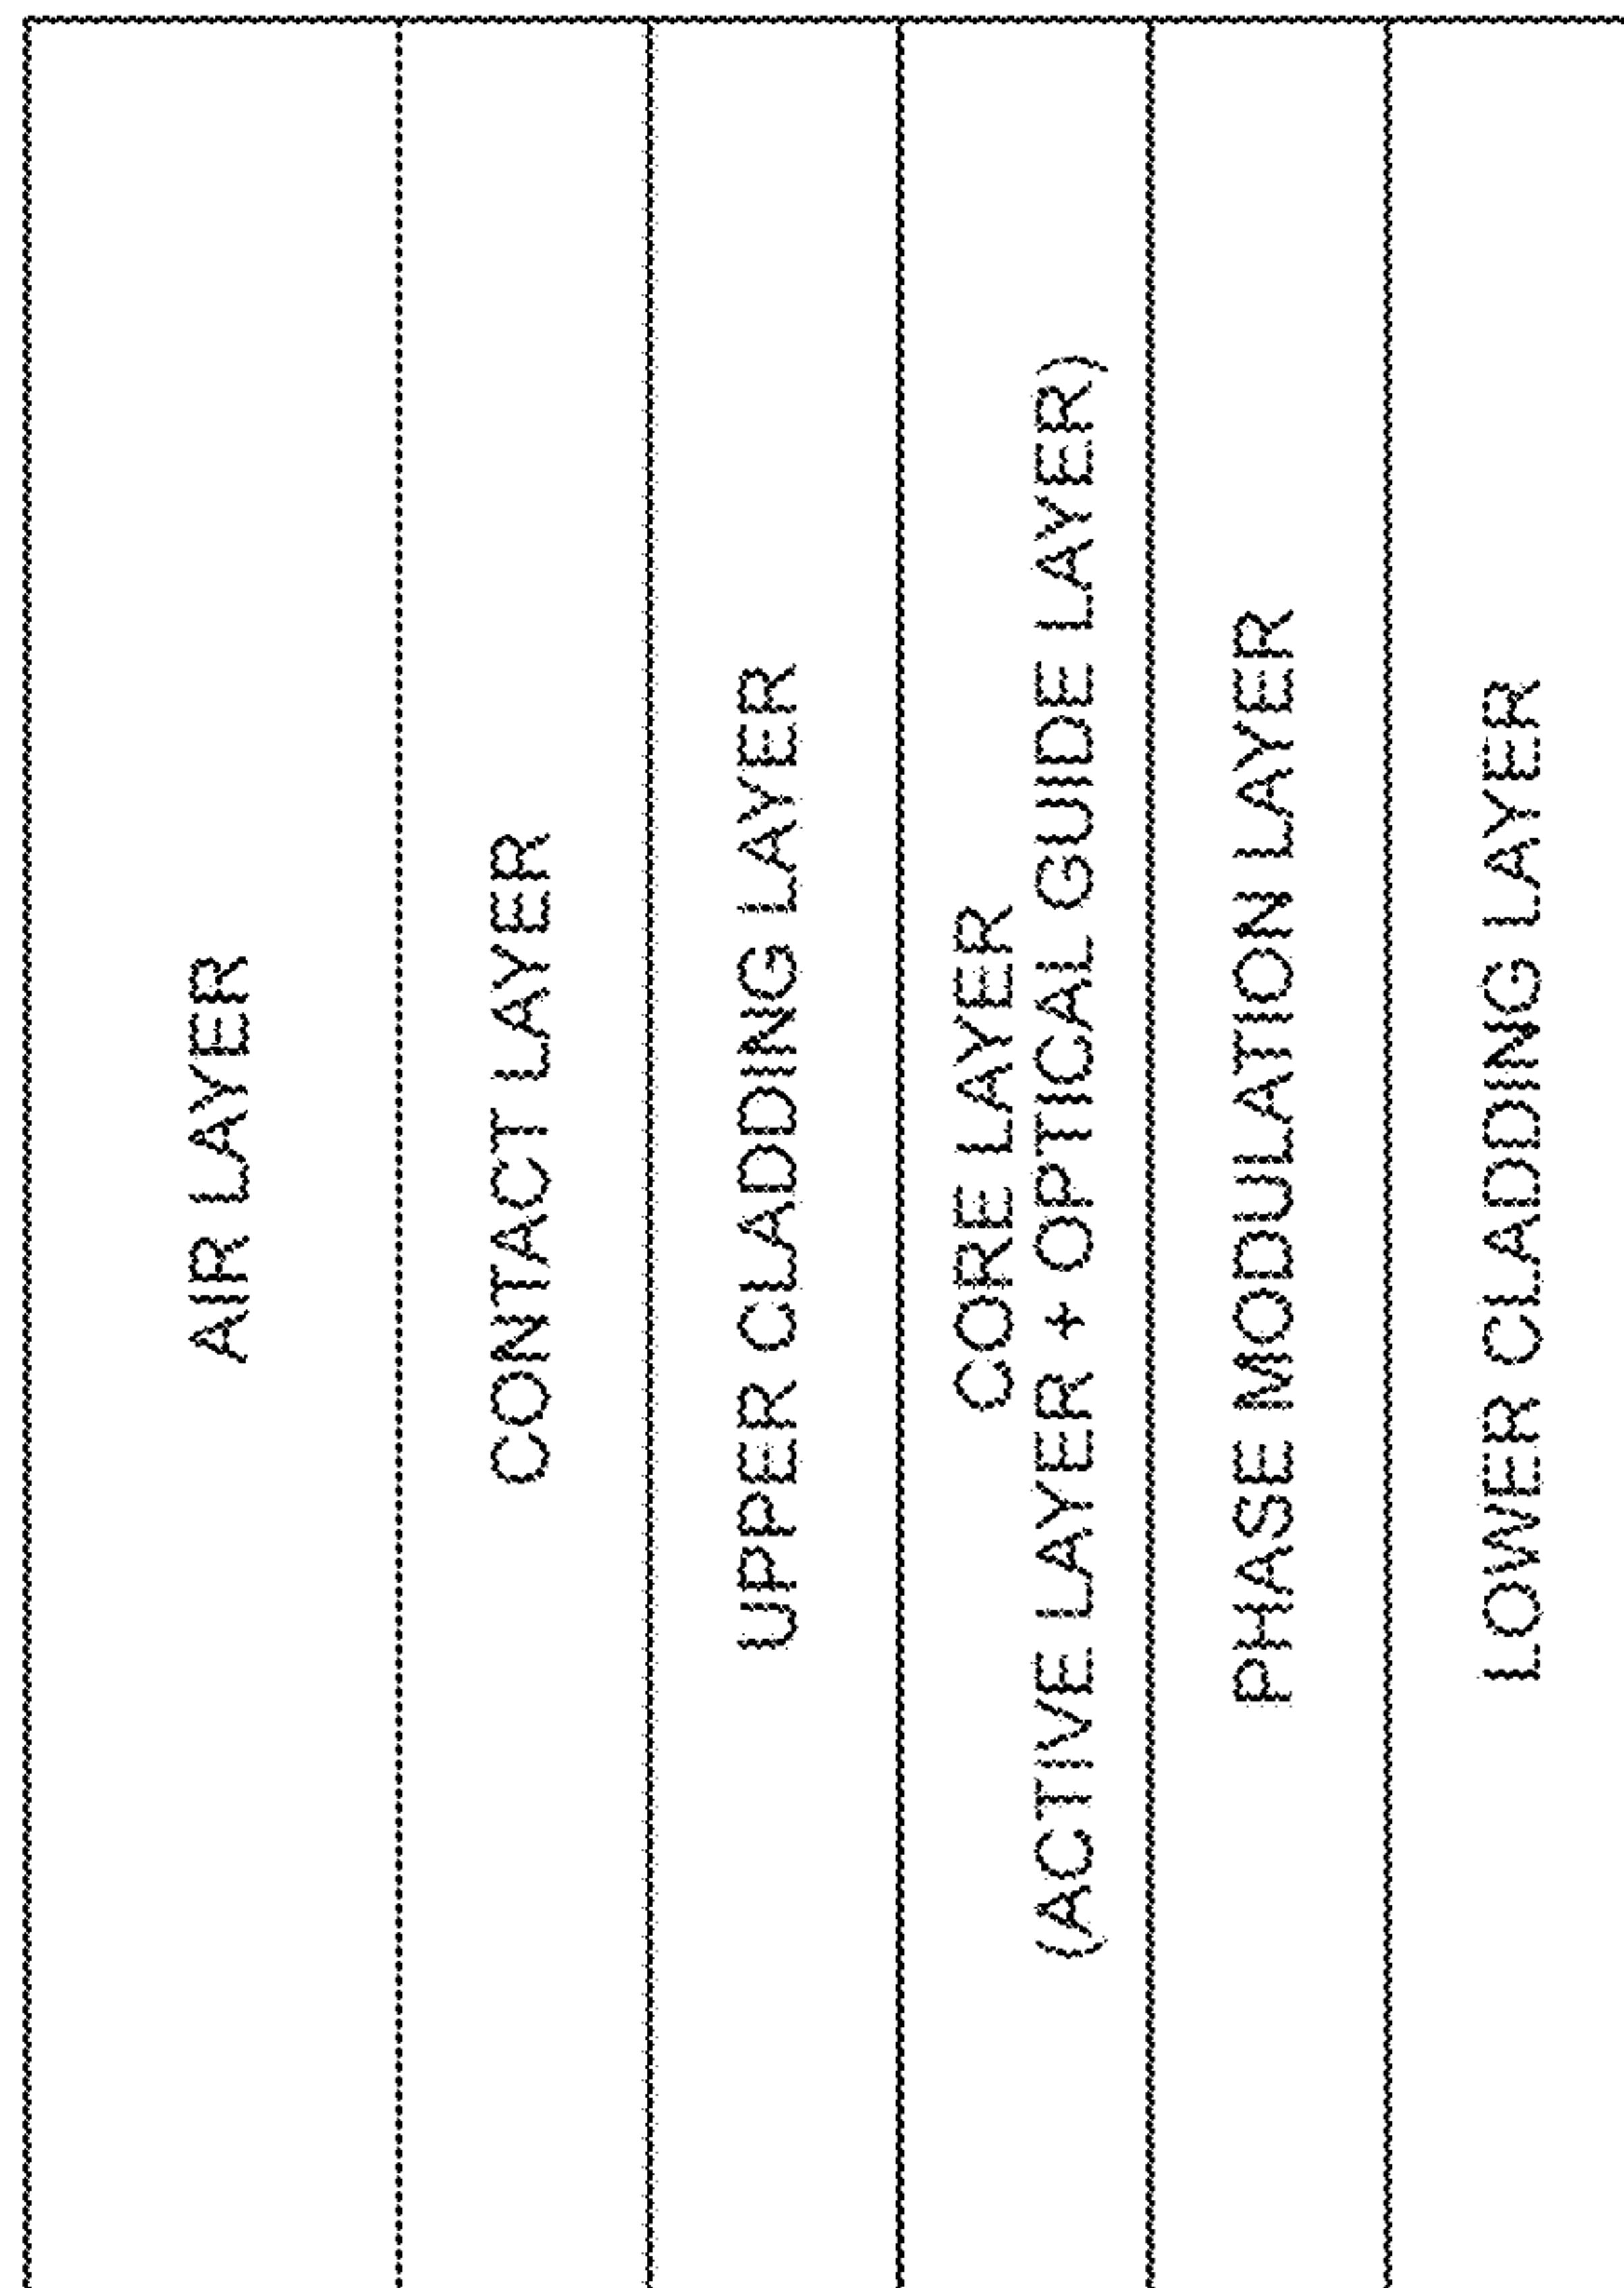 AIR LAYER
CONTACT LAYER
UPPER CLADDING LAYER
CORE LAYER
(ACTIVE LAYER + OPTICAL GUIDE LAYER)
PHASE MODULATION LAYER
LOWER CLADDING LAYER